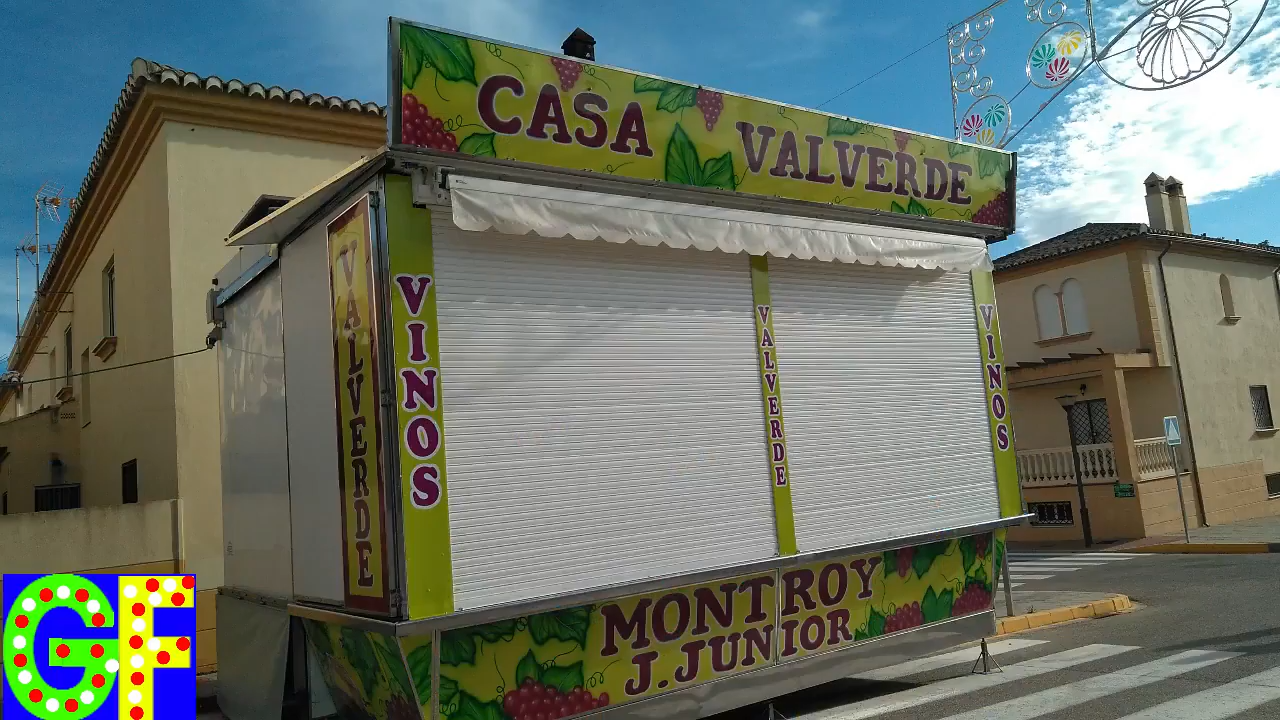 CASA VALVERDE
VALVERDE
VINOS
VALVERDE
VINOS
MONTROY
J.JUNIOR
GF